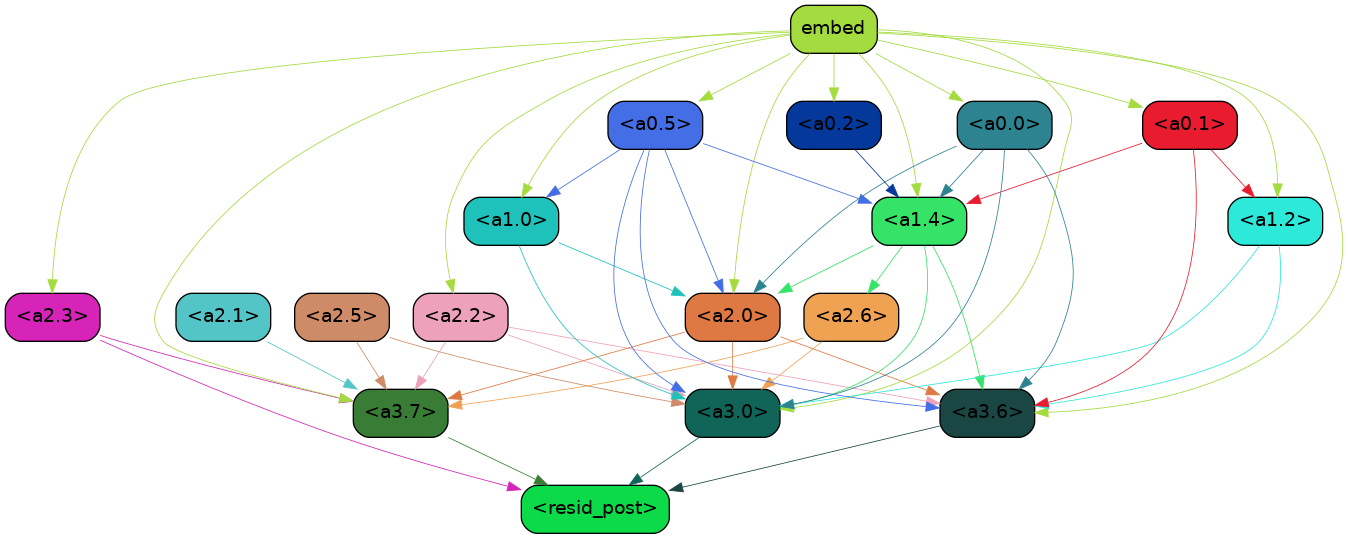 embed
<a0.5>
<a0.2>
<a0.0>
<a0.1>
<a1.0>
<a1.4>
<a1.2>
<a2.3>
<a2.1>
<a2.5>
<a2.2>
<a2.0>
<a2.6>
<a3.7>
<a3.0>
<a3.6>
<resid_post>